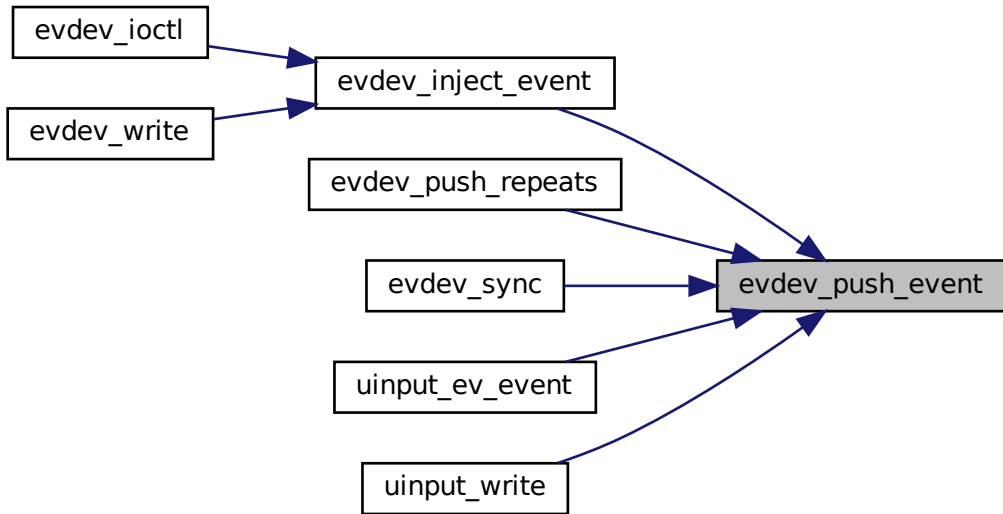 evdev_ioctl
evdev_inject_event
evdev_write
evdev_push_repeats
evdev_push_event
evdev_sync
uinput_ev_event
uinput_write